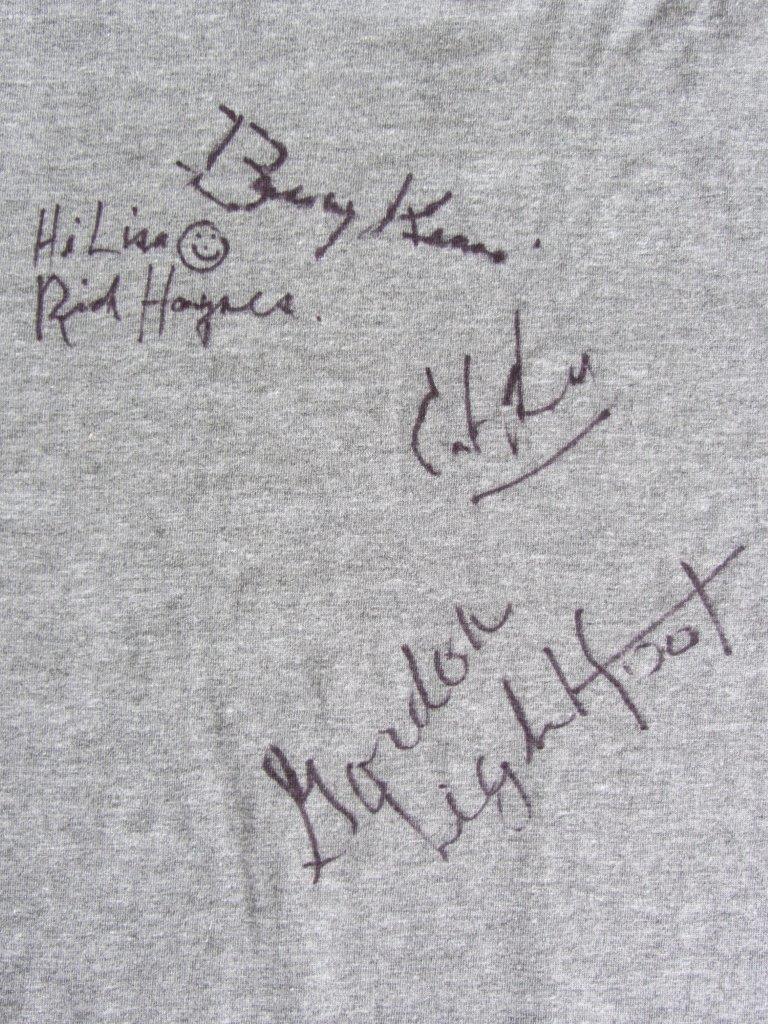 Barry Keane.
Hi Lisa
Rick Haynes.
Gordon
Lightfoot